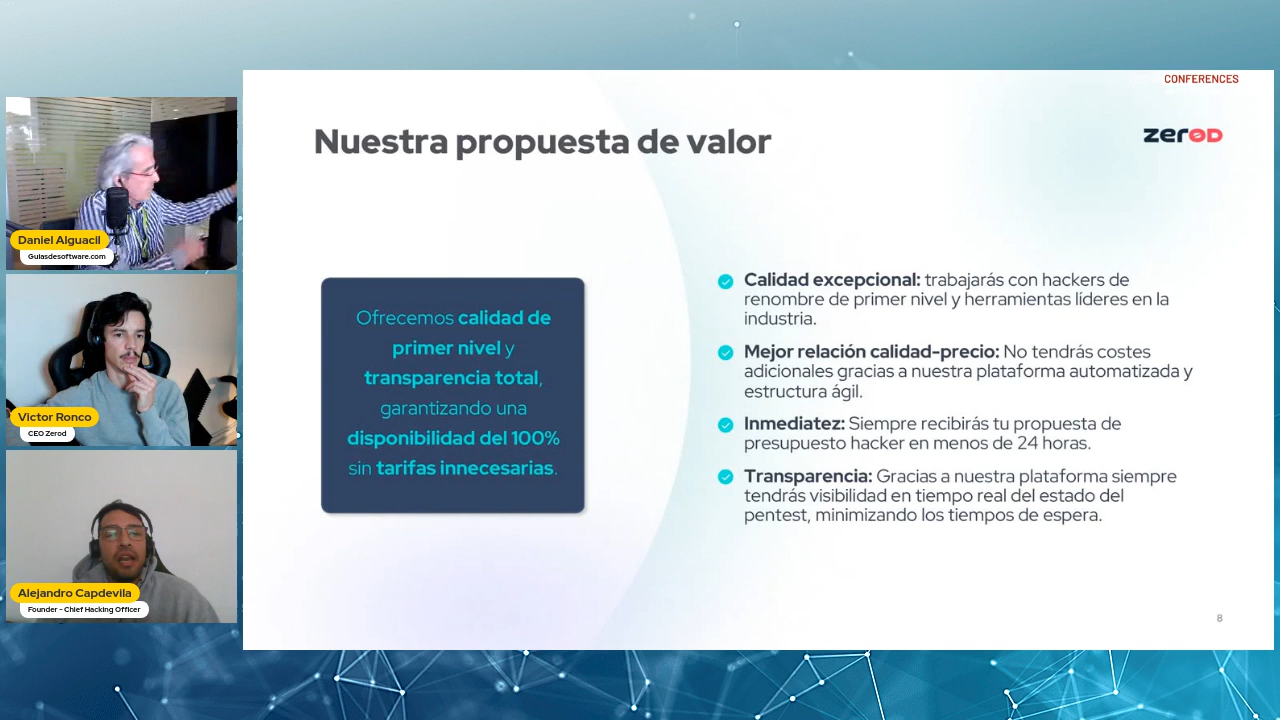 CONFERENCES
Nuestra propuesta de valor
zeroD
Daniel Alguacil
Guiasdesoftware.com
Victor Ronco
CEO Zerod
Alejandro Capdevila
Founder - Chief Hacking Officer
Ofrecemos calidad de
primer nivel y
transparencia total,
garantizando una
disponibilidad del 100%
sin tarifas innecesarias.
Calidad excepcional: trabajarás con hackers de
renombre de primer nivel y herramientas líderes en la
industria.
Mejor relación calidad-precio: No tendrás costes
adicionales gracias a nuestra plataforma automatizada y
estructura ágil.
Inmediatez: Siempre recibirás tu propuesta de
presupuesto hacker en menos de 24 horas.
Transparencia: Gracias a nuestra plataforma siempre
tendrás visibilidad en tiempo real del estado del
pentest, minimizando los tiempos de espera.
8